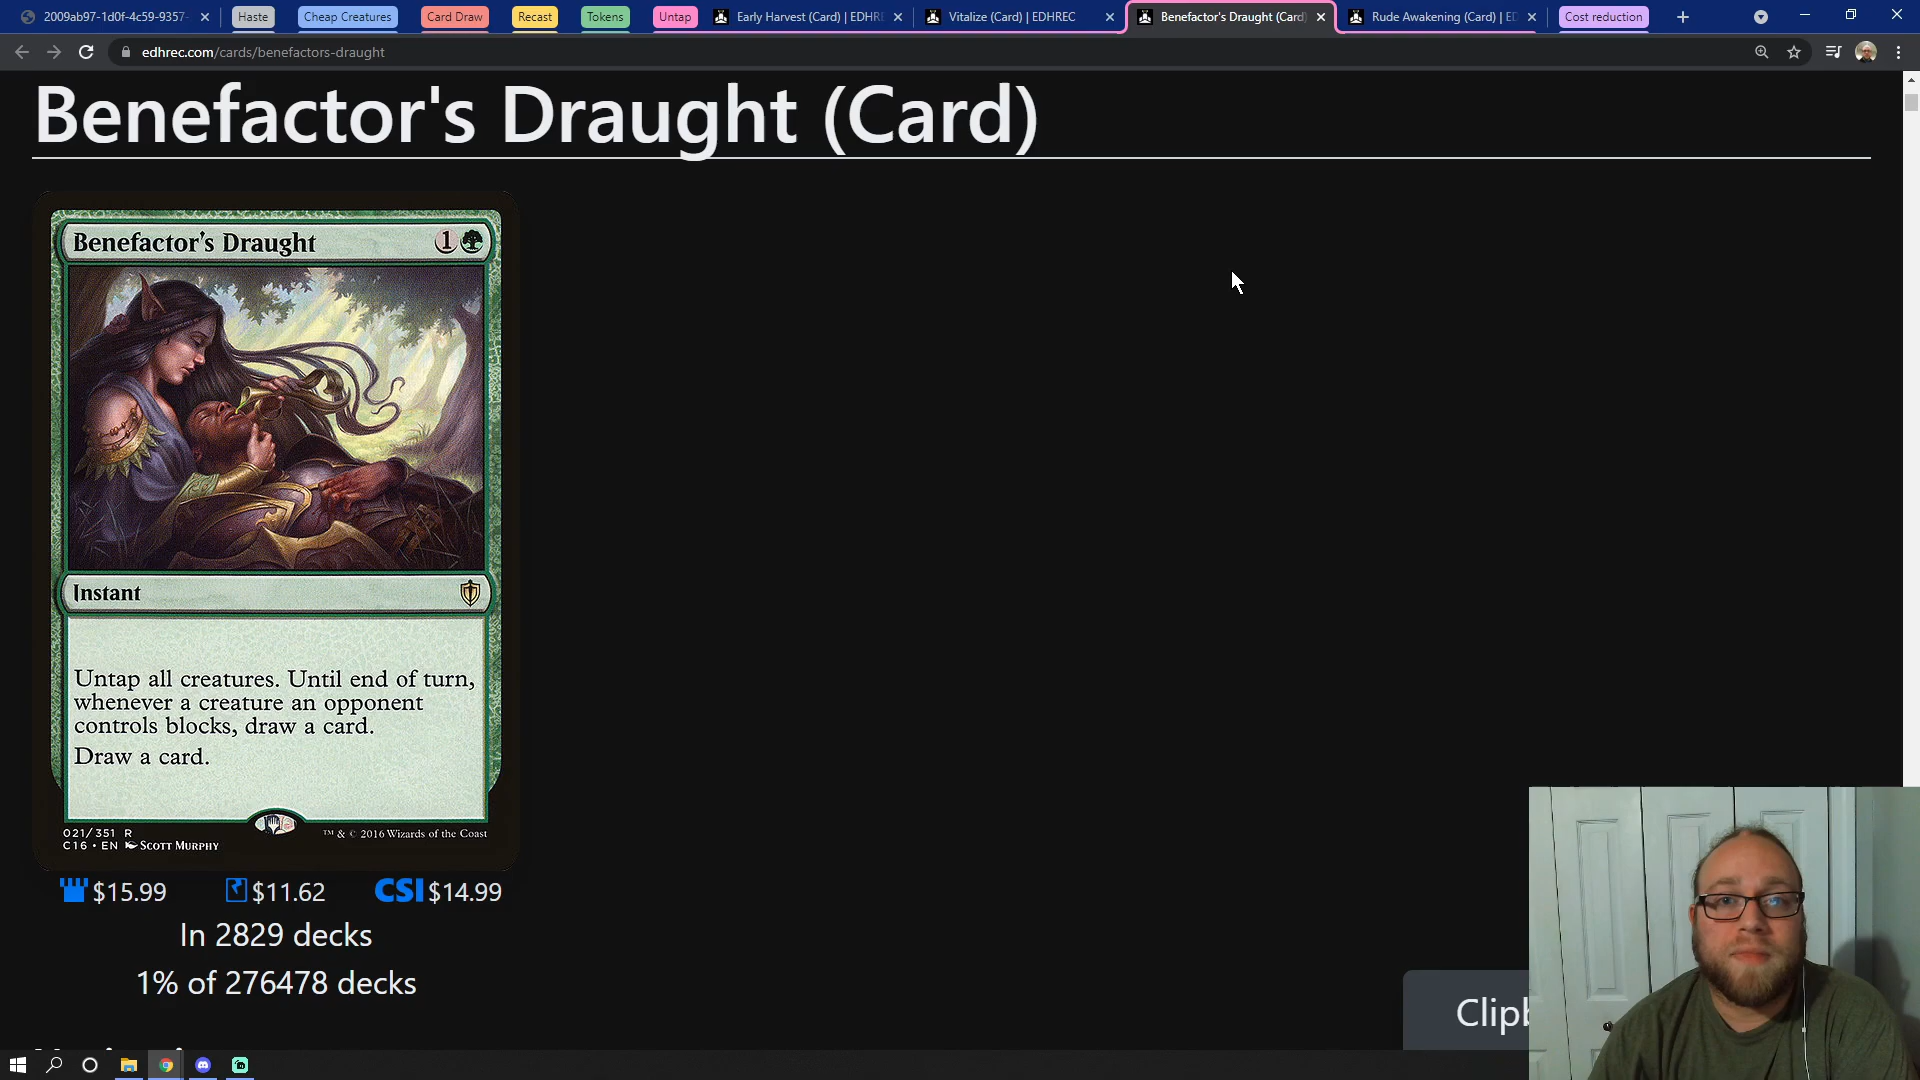 2009ab97-1d0f-4c59-9357-
Haste
Cheap Creatures
Card Draw
Recast
Tokens
Untap
Early Harvest (Card) | EDHRE
Vitalize (Card) | EDHREC
Benefactor's Draught (Card)
Rude Awakening (Card) | ED
Cost reduction
edhrec.com/cards/benefactors-draught
Benefactor's Draught (Card)
Benefactor's Draught 1
Instant
Untap all creatures. Until end of turn,
whenever a creature an opponent
controls blocks, draw a card.
Draw a card.
021/351 R
™ & © 2016 Wizards of the Coast
C16 • EN Scott Murphy
$15.99
$11.62
CSI $14.99
In 2829 decks
1% of 276478 decks
Clipb